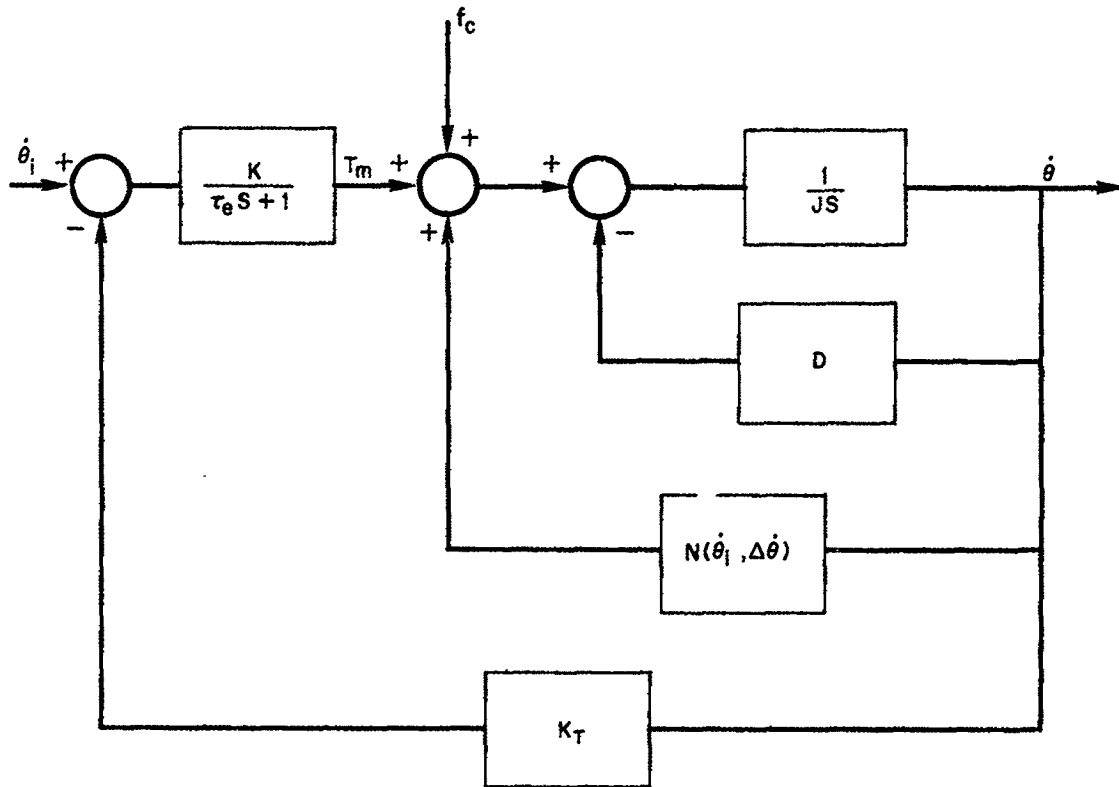 f_c
+
θ̇_i
+
K
τ_e S + 1
T_m
+
+
1
JS
θ̇
−
+
−
D
N(θ̇_i , Δθ̇)
K_T